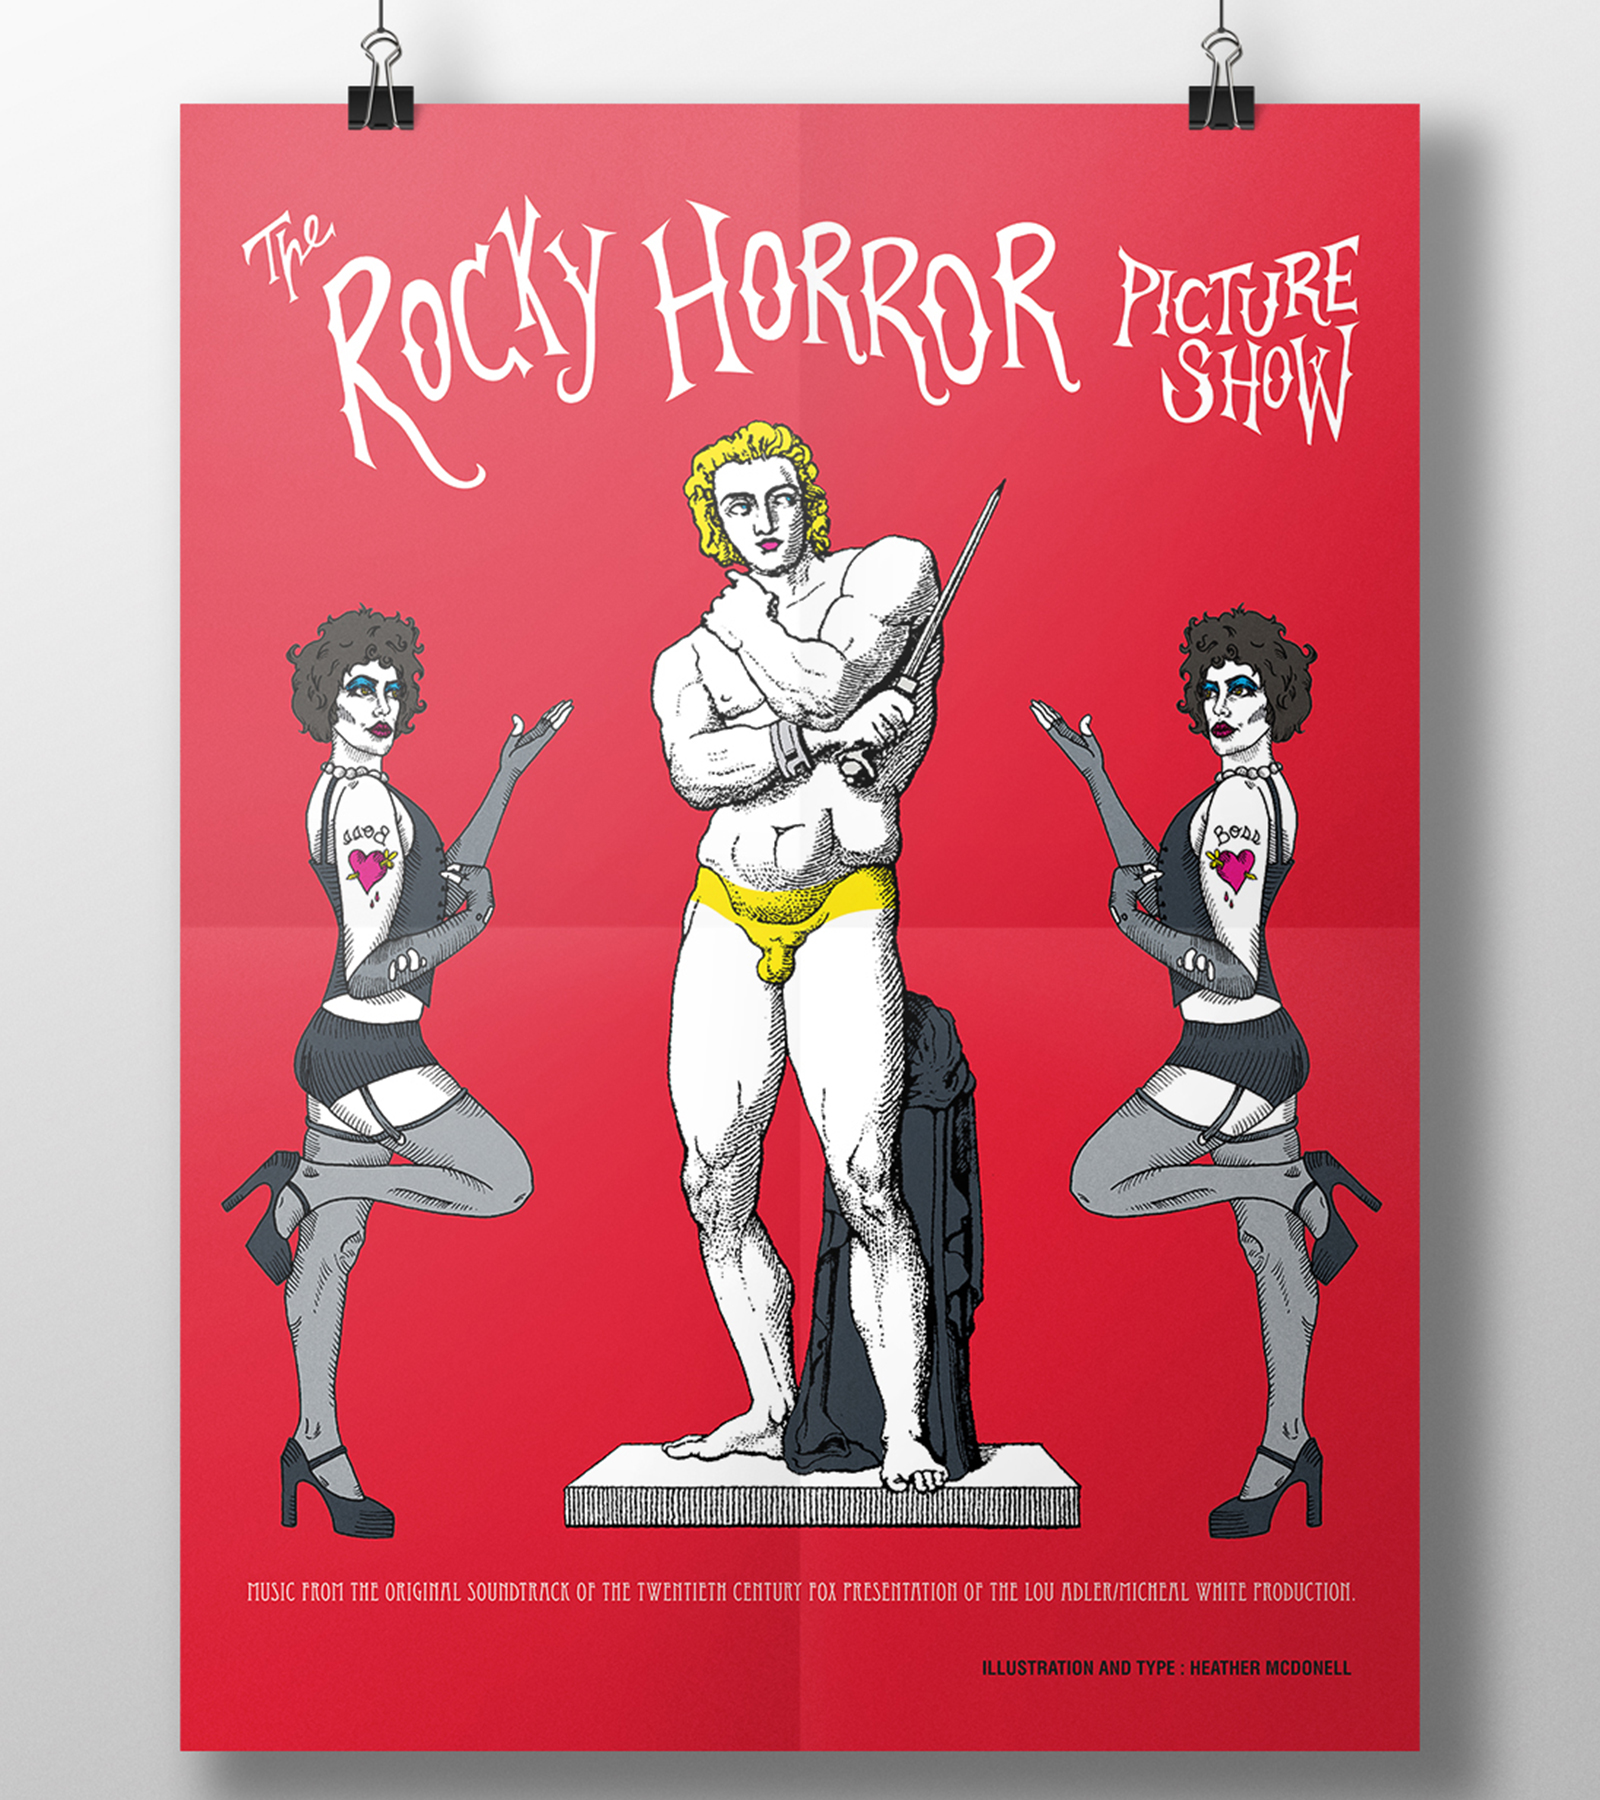 The Rocky Horror Picture Show
Boss
Boss
MUSIC FROM THE ORIGINAL SOUNDTRACK OF THE TWENTIETH CENTURY FOX PRESENTATION OF THE LOU ADLER/MICHEAL WHITE PRODUCTION.
ILLUSTRATION AND TYPE : HEATHER MCDONELL